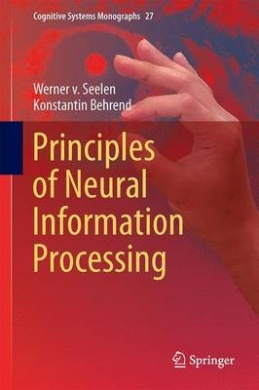 Cognitive Systems Monographs 27
Werner v. Seelen
Konstantin Behrend
Principles
of Neural
Information
Processing
Springer